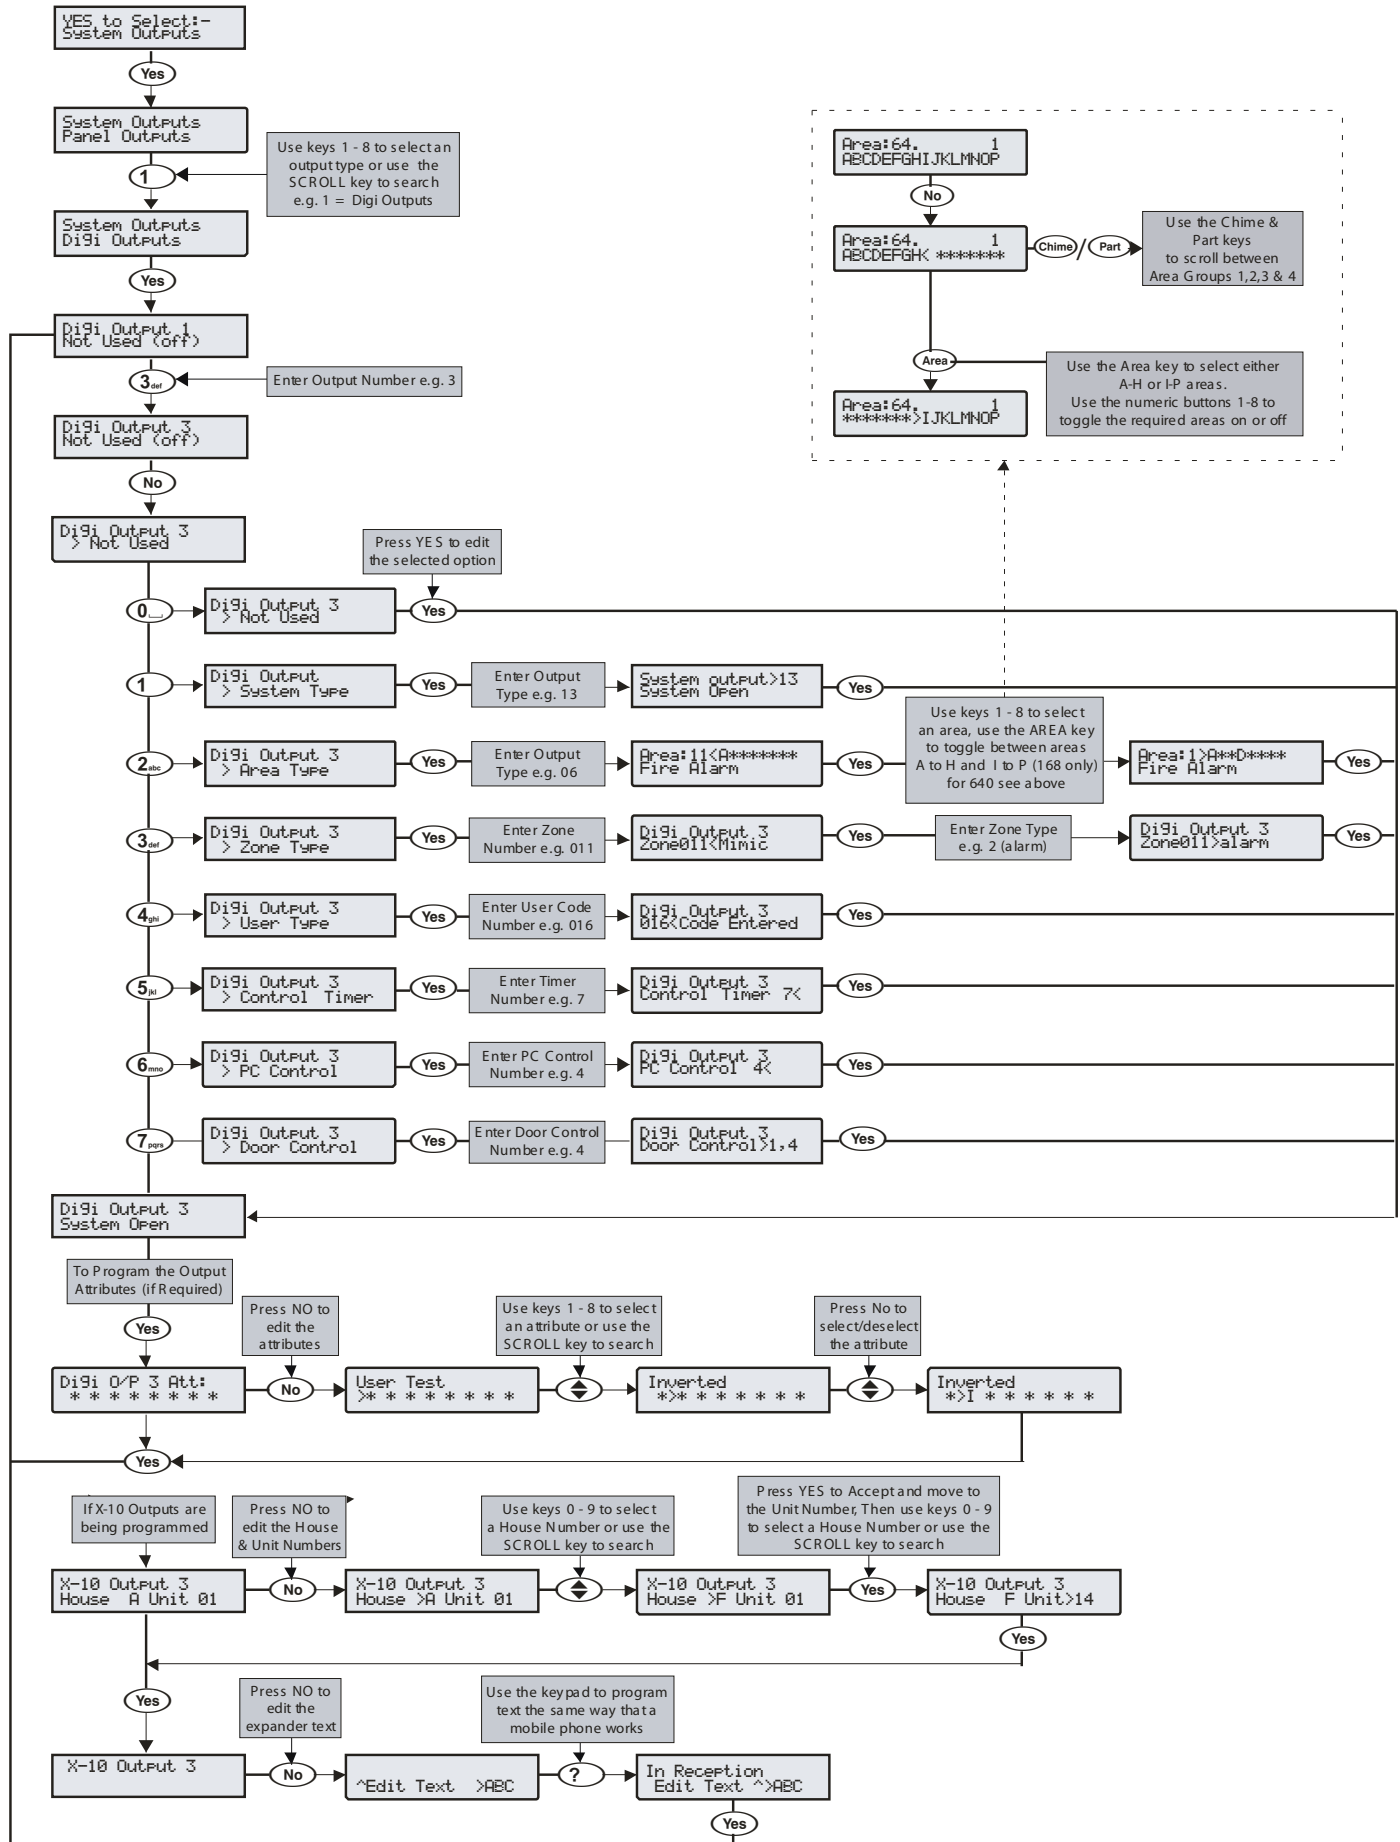 YES to Select:-
System Outputs
Yes
System Outputs
Panel Outputs
Use keys 1 - 8 to select an
output type or use the
SCROLL key to search
e.g. 1 = Digi Outputs
1
System Outputs
Digi Outputs
Yes
Digi Output 1
Not Used (off)
3def
Enter Output Number e.g. 3
Digi Output 3
Not Used (off)
No
Digi Output 3
> Not Used
Area:64. 1
ABCDEFGHIJKLMNOP
No
Area:64. 1
ABCDEFGH< *******
Chime / Part
Use the Chime &
Part keys
to scroll between
Area Groups 1,2,3 & 4
Area
Use the Area key to select either
A-H or I-P areas.
Use the numeric buttons 1-8 to
toggle the required areas on or off
Area:64. 1
*******>IJKLMNOP
Press YES to edit
the selected option
0
Digi Output 3
> Not Used
Yes
1
Digi Output
> System Type
Yes
Enter Output
Type e.g. 13
System output>13
System Open
Yes
2abc
Digi Output 3
> Area Type
Yes
Enter Output
Type e.g. 06
Area:11<A*******
Fire Alarm
Yes
Use keys 1 - 8 to select
an area, use the AREA key
to toggle between areas
A to H and I to P (168 only)
for 640 see above
Area:1>A**D****
Fire Alarm
Yes
3def
Digi Output 3
> Zone Type
Yes
Enter Zone
Number e.g. 011
Digi Output 3
Zone011<Mimic
Yes
Enter Zone Type
e.g. 2 (alarm)
Digi Output 3
Zone011>alarm
Yes
4ghi
Digi Output 3
> User Type
Yes
Enter User Code
Number e.g. 016
Digi Output 3
016<Code Entered
Yes
5jkl
Digi Output 3
> Control Timer
Yes
Enter Timer
Number e.g. 7
Digi Output 3
Control Timer 7<
Yes
6mno
Digi Output 3
> PC Control
Yes
Enter PC Control
Number e.g. 4
Digi Output 3
PC Control 4<
Yes
7pqrs
Digi Output 3
> Door Control
Yes
Enter Door Control
Number e.g. 4
Digi Output 3
Door Control>1,4
Yes
Digi Output 3
System Open
To Program the Output
Attributes (if Required)
Yes
Press NO to
edit the
attributes
Use keys 1 - 8 to select
an attribute or use the
SCROLL key to search
Press No to
select/deselect
the attribute
Digi O/P 3 Att:
* * * * * * * *
No
User Test
>* * * * * * * *
Inverted
*>* * * * * * *
Inverted
*>I * * * * * *
Yes
If X-10 Outputs are
being programmed
Press NO to
edit the House
& Unit Numbers
Use keys 0 - 9 to select
a House Number or use the
SCROLL key to search
Press YES to Accept and move to
the Unit Number, Then use keys 0 - 9
to select a House Number or use the
SCROLL key to search
X-10 Output 3
House A Unit 01
No
X-10 Output 3
House >A Unit 01
X-10 Output 3
House >F Unit 01
Yes
X-10 Output 3
House F Unit>14
Yes
Yes
Press NO to
edit the
expander text
Use the keypad to program
text the same way that a
mobile phone works
X-10 Output 3
No
^Edit Text >ABC
?
In Reception
Edit Text ^>ABC
Yes